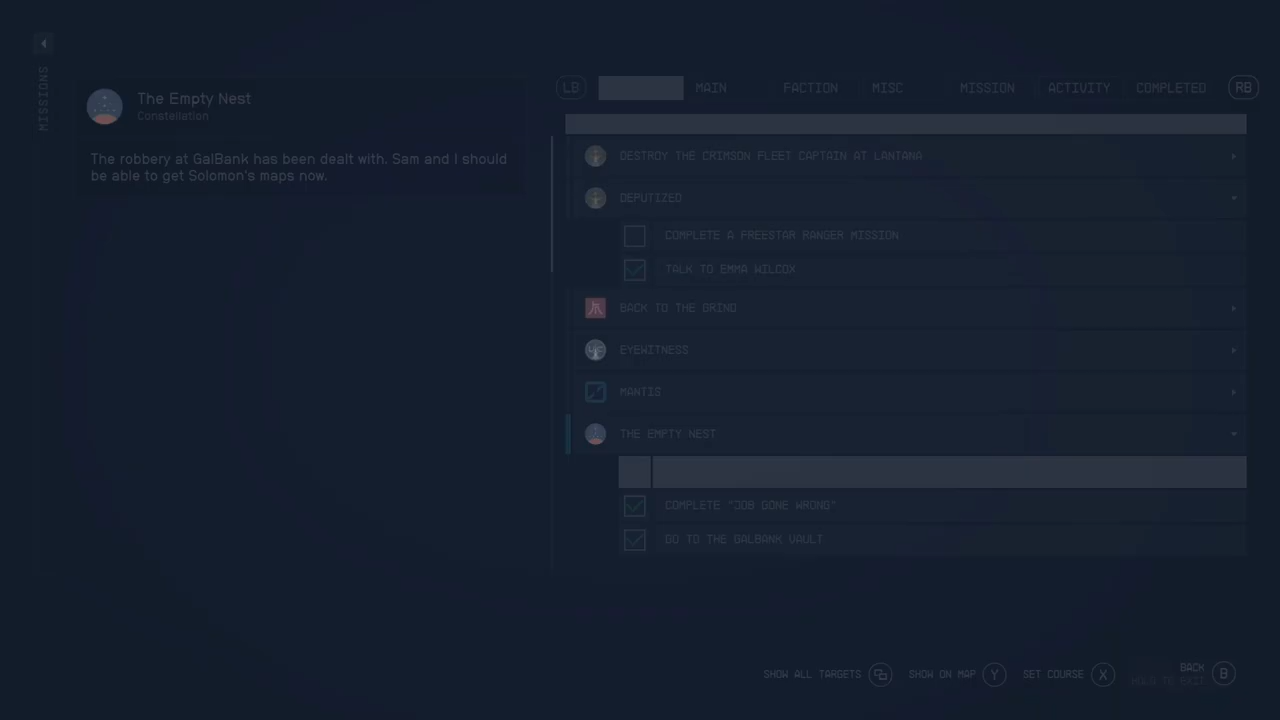 MISSIONS
The Empty Nest
Constellation
The robbery at GalBank has been dealt with. Sam and I should
be able to get Solomon's maps now.
LB MAIN FACTION MISC MISSION ACTIVITY COMPLETED RB
DESTROY THE CRIMSON FLEET CAPTAIN AT LANTANA
DEPUTIZED
COMPLETE A FREESTAR RANGER MISSION
TALK TO EMMA WILCOX
BACK TO THE GRIND
EYEWITNESS
MANTIS
THE EMPTY NEST
COMPLETE "JOB GONE WRONG"
GO TO THE GALBANK VAULT
SHOW ALL TARGETS SHOW ON MAP Y SET COURSE X BACK B
HOLD TO EXIT